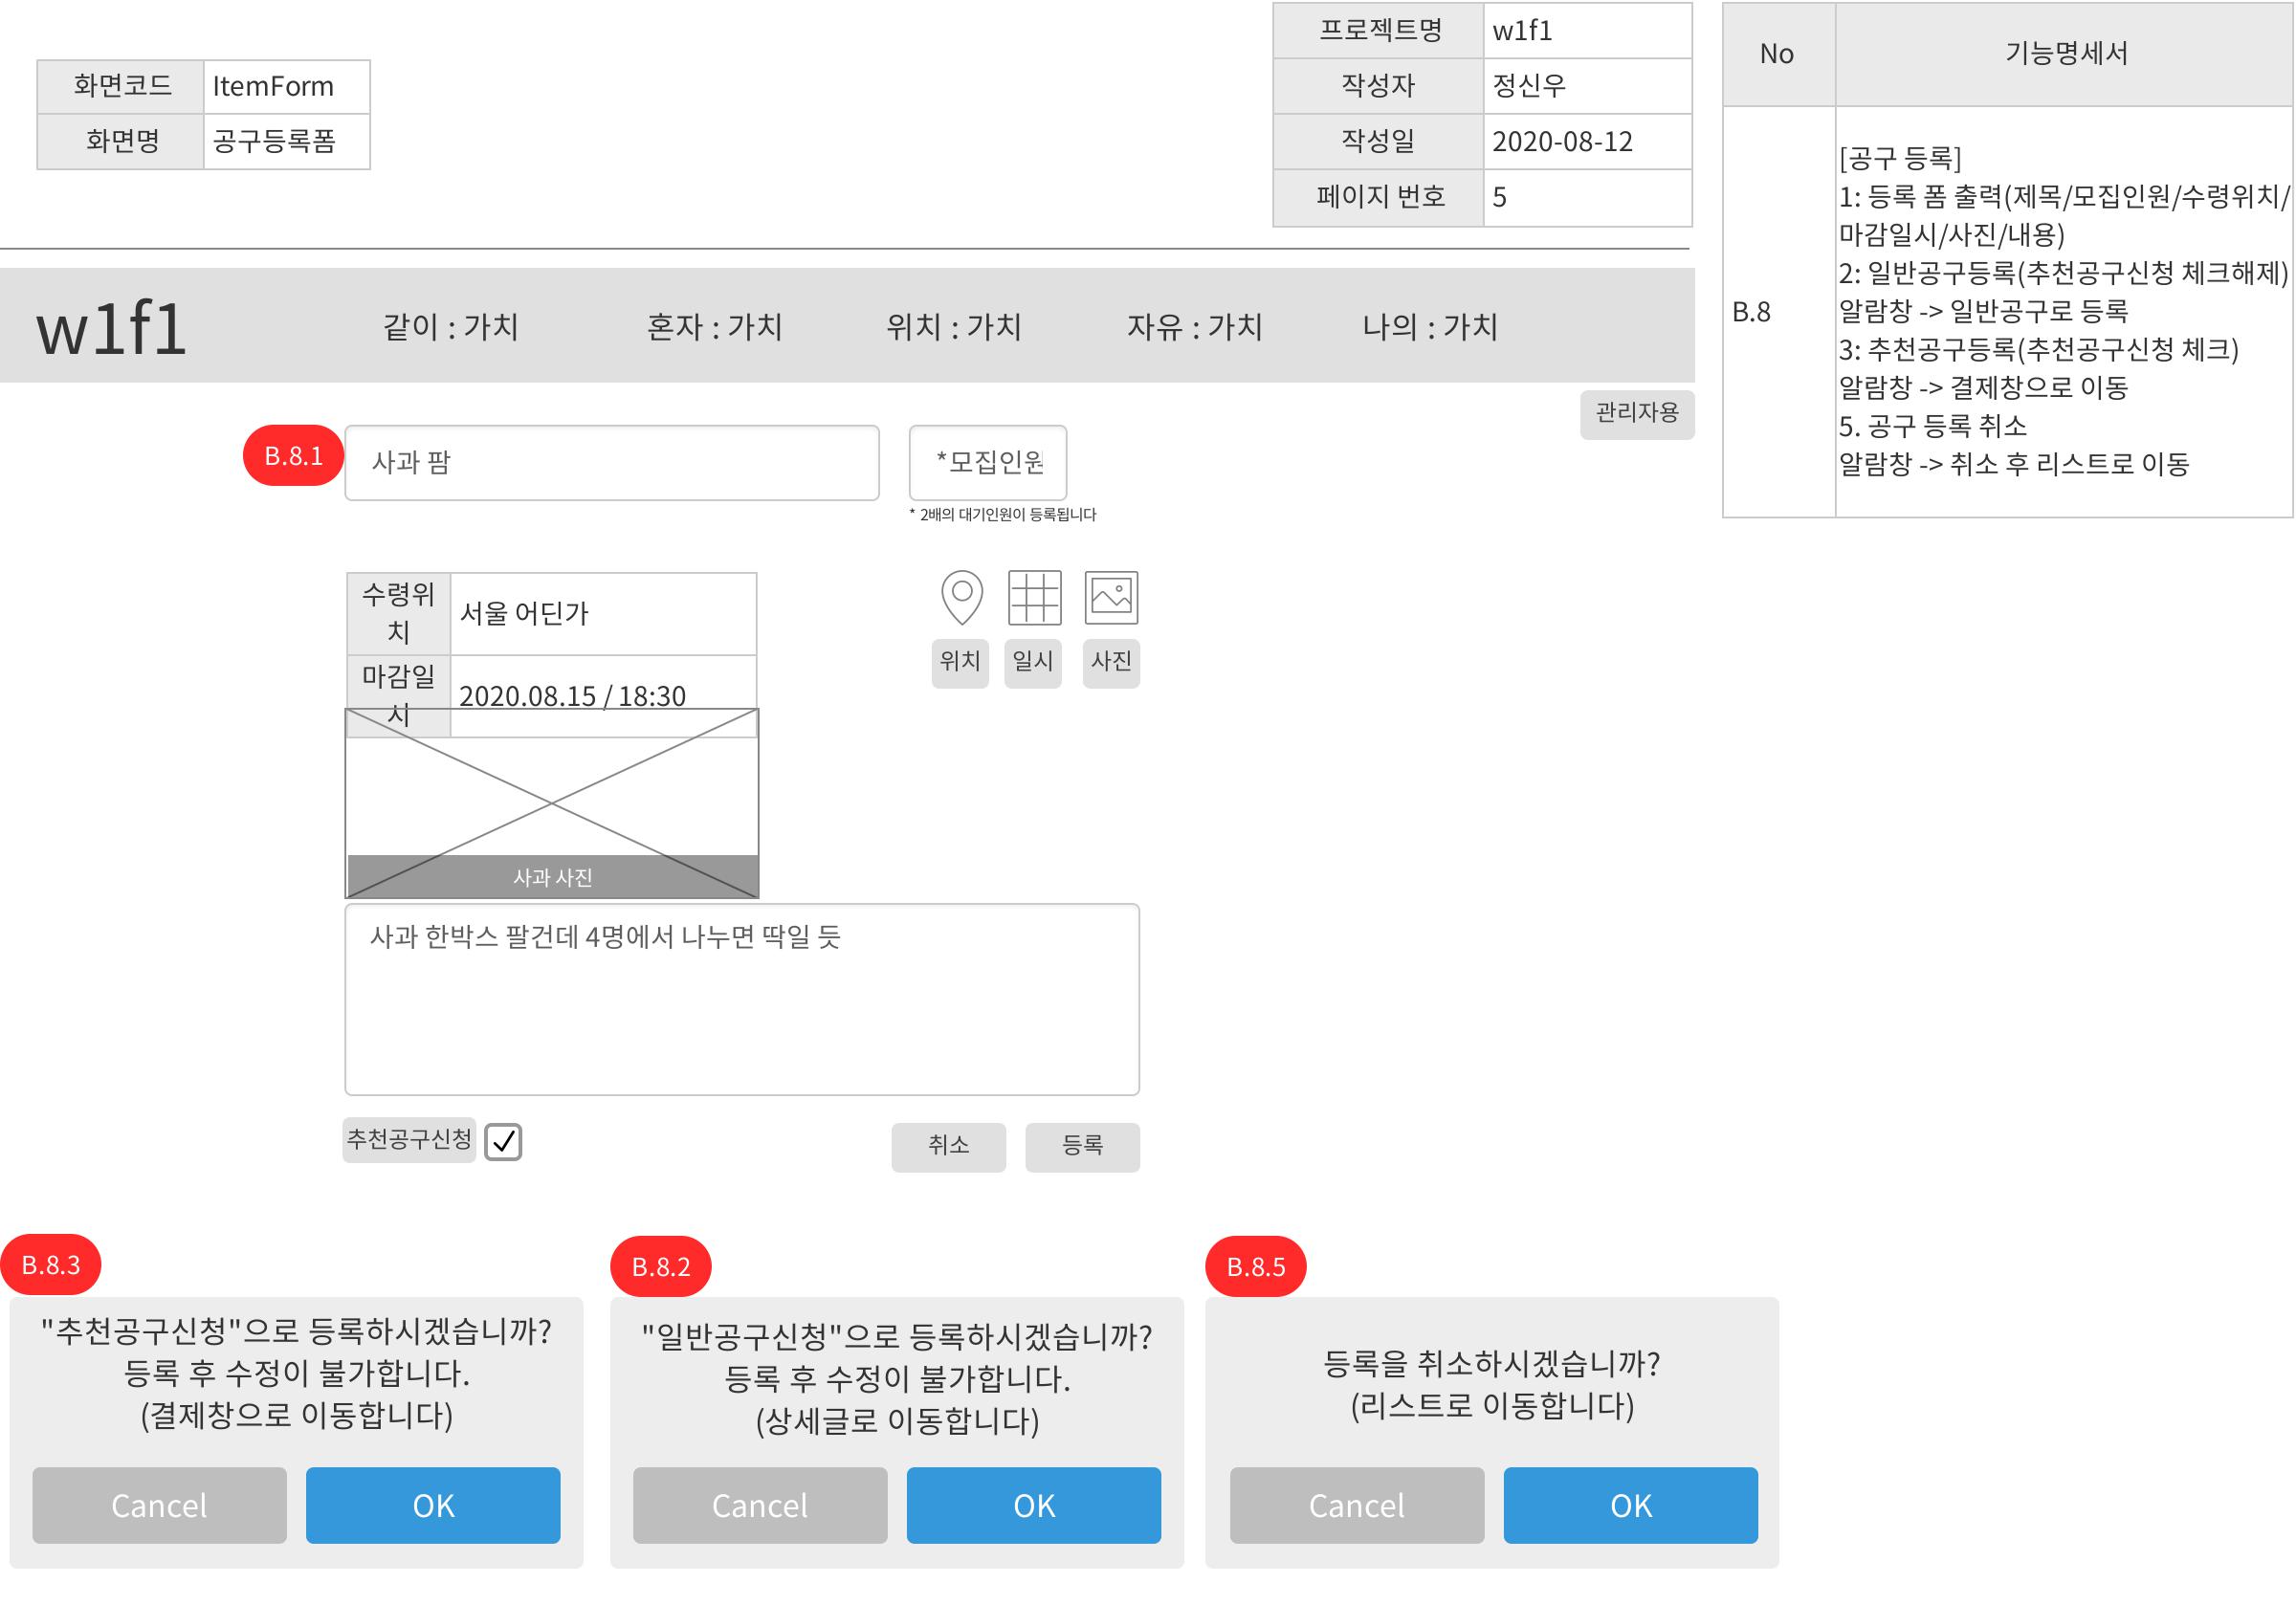 화면코드 ItemForm
화면명 공구등록폼
프로젝트명 w1f1
작성자 정신우
작성일 2020-08-12
페이지 번호 5
No 기능명세서
B.8
[공구 등록]
1: 등록 폼 출력(제목/모집인원/수령위치/
마감일시/사진/내용)
2: 일반공구등록(추천공구신청 체크해제)
알람창 -> 일반공구로 등록
3: 추천공구등록(추천공구신청 체크)
알람창 -> 결제창으로 이동
5. 공구 등록 취소
알람창 -> 취소 후 리스트로 이동
w1f1 같이 : 가치 혼자 : 가치 위치 : 가치 자유 : 가치 나의 : 가치
관리자용
B.8.1 사과 팜 *모집인원
* 2배의 대기인원이 등록됩니다
수령위
치
서울 어딘가
마감일
시
2020.08.15 / 18:30
위치 일시 사진
사과 사진
사과 한박스 팔건데 4명에서 나누면 딱일 듯
추천공구신청 취소 등록
B.8.3
"추천공구신청"으로 등록하시겠습니까?
등록 후 수정이 불가합니다.
(결제창으로 이동합니다)
Cancel OK
B.8.2
"일반공구신청"으로 등록하시겠습니까?
등록 후 수정이 불가합니다.
(상세글로 이동합니다)
Cancel OK
B.8.5
등록을 취소하시겠습니까?
(리스트로 이동합니다)
Cancel OK